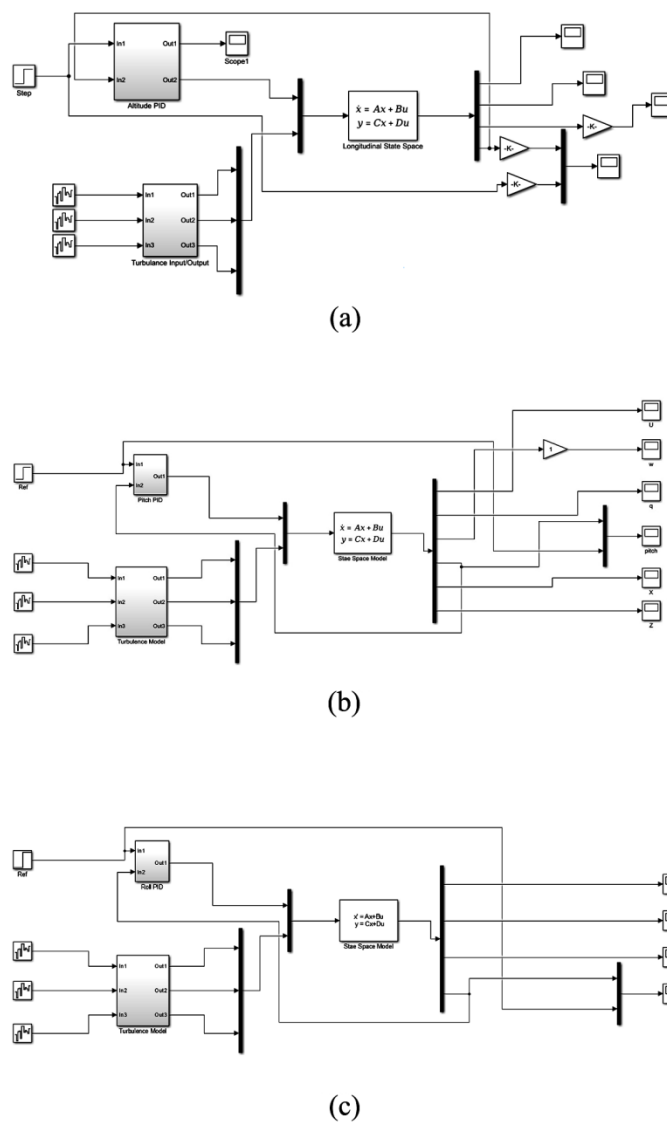 Step
In1
In2
Out1
Out2
Altitude PID
Scope1
ẋ = Ax + Bu
y = Cx + Du
Longitudinal State Space
-K-
-K-
-K-
In1
In2
In3
Out1
Out2
Out3
Turbulance Input/Output
(a)
Ref
In1
In2
Out1
Pitch PID
ẋ = Ax + Bu
y = Cx + Du
Stae Space Model
1
U
w
q
pitch
X
Z
In1
In2
In3
Out1
Out2
Out3
Turbulence Model
(b)
Ref
In1
In2
Out1
Roll PID
x' = Ax+Bu
y = Cx+Du
Stae Space Model
In1
In2
In3
Out1
Out2
Out3
Turbulence Model
(c)